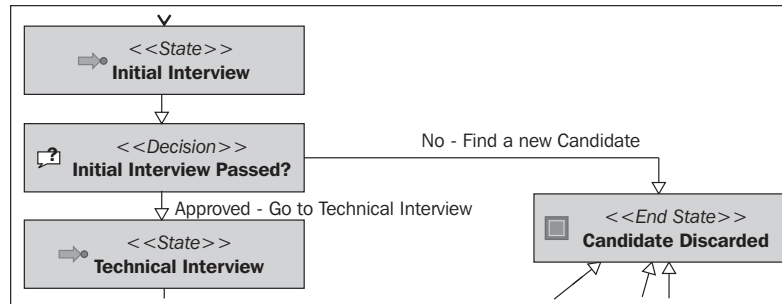 <<State>>
Initial Interview
<<Decision>>
Initial Interview Passed?
No - Find a new Candidate
Approved - Go to Technical Interview
<<State>>
Technical Interview
<<End State>>
Candidate Discarded